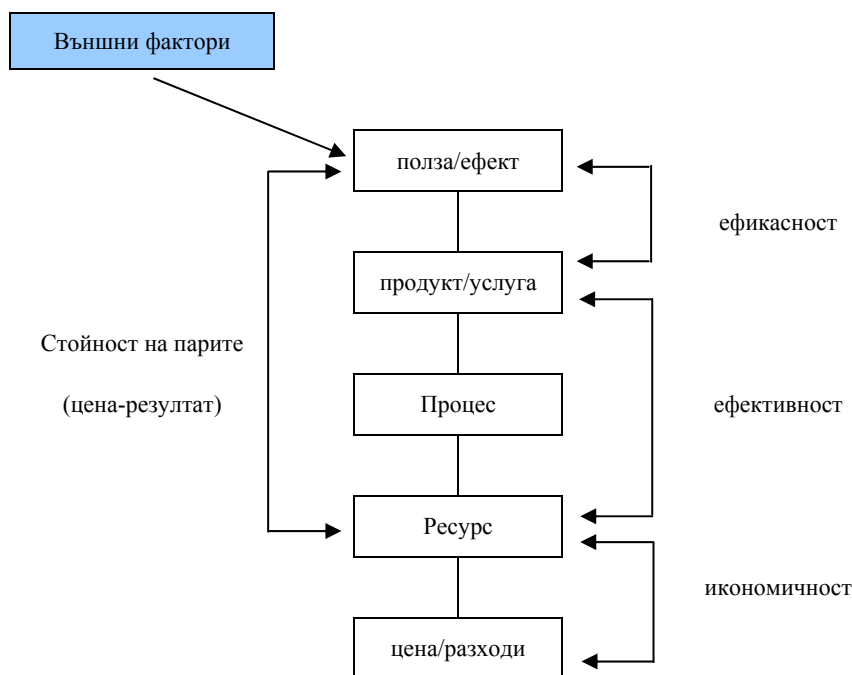 Външни фактори
полза/ефект
ефикасност
продукт/услуга
Стойност на парите
(цена-резултат)
Процес
ефективност
Ресурс
икономичност
цена/разходи